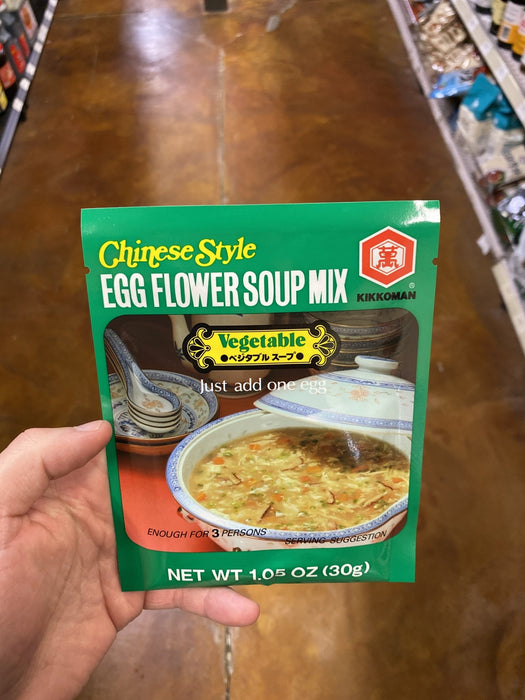 Chinese Style
EGG FLOWER SOUP MIX
萬
®
KIKKOMAN
Vegetable
●ベジタブル スープ●
Just add one egg
ENOUGH FOR 3 PERSONS
SERVING SUGGESTION
NET WT 1.05 OZ (30g)